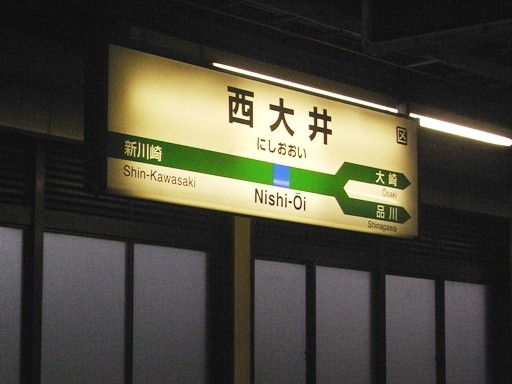 西大井
区
にしおおい
新川崎
大崎
Shin-Kawasaki
Ōsaki
Nishi-Ōi
品川
Shinagawa